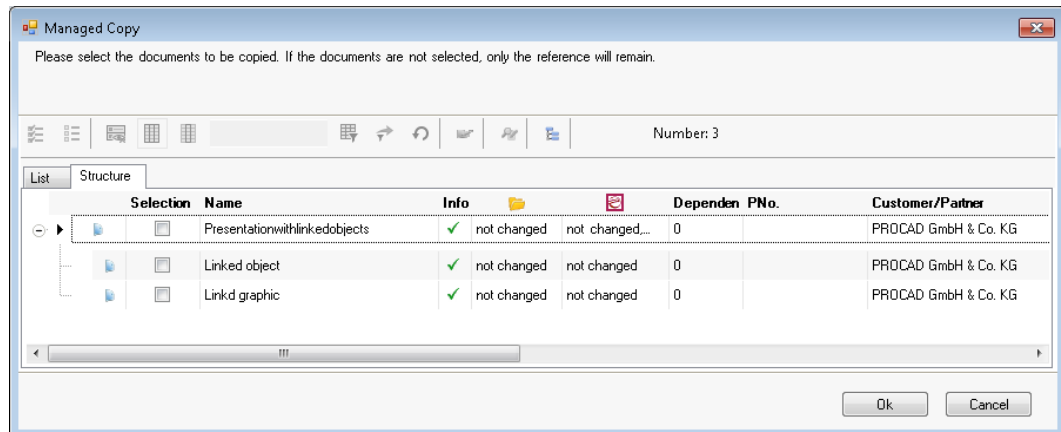 Managed Copy
Please select the documents to be copied. If the documents are not selected, only the reference will remain.
Number: 3
List Structure
Selection Name Info Dependen PNo. Customer/Partner
Presentationwithlinkedobjects not changed not changed,... 0 PROCAD GmbH & Co. KG
Linked object not changed not changed 0 PROCAD GmbH & Co. KG
Linkd graphic not changed not changed 0 PROCAD GmbH & Co. KG
Ok Cancel